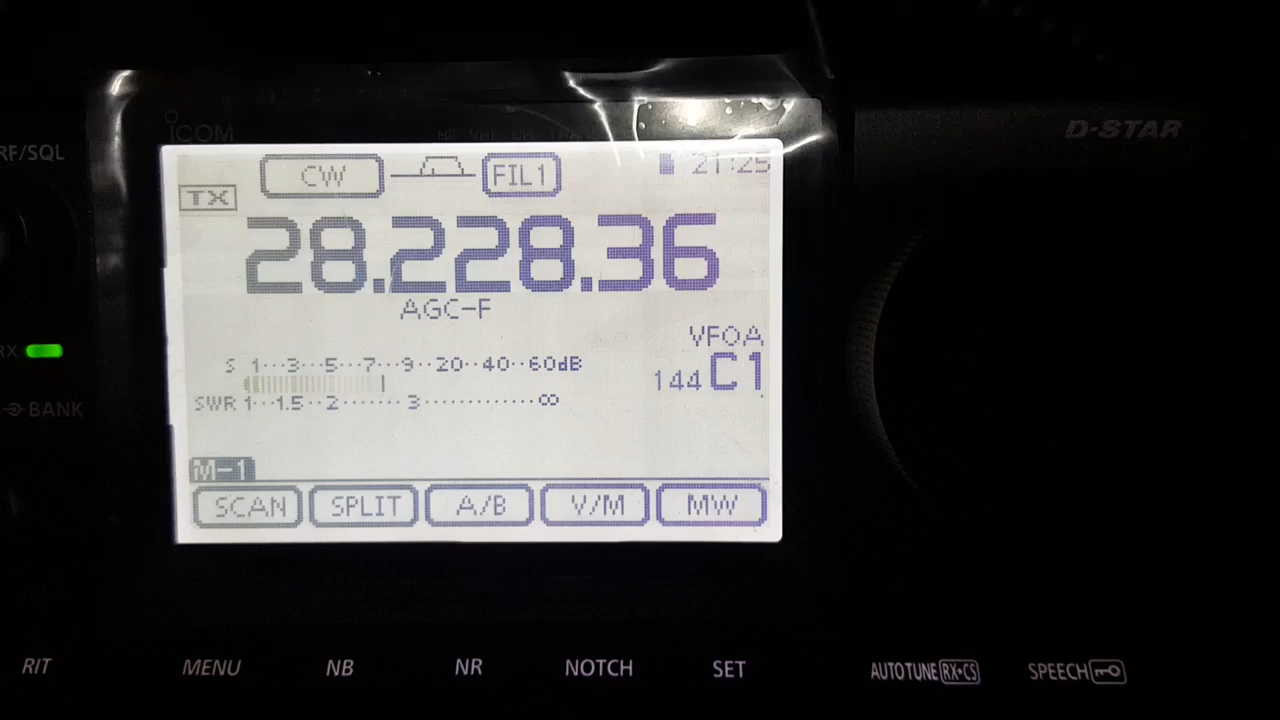 ICOM
D-STAR
RF/SQL
CW FIL1 21:25
TX
28.228.36
AGC-F
RX
VFOA
S 1···3···5···7···9··20··40··60dB
144 C1
SWR 1···1.5··2·······3············∞
BANK
M-1
SCAN SPLIT A/B V/M MW
RIT MENU NB NR NOTCH SET AUTOTUNE RX→CS SPEECH